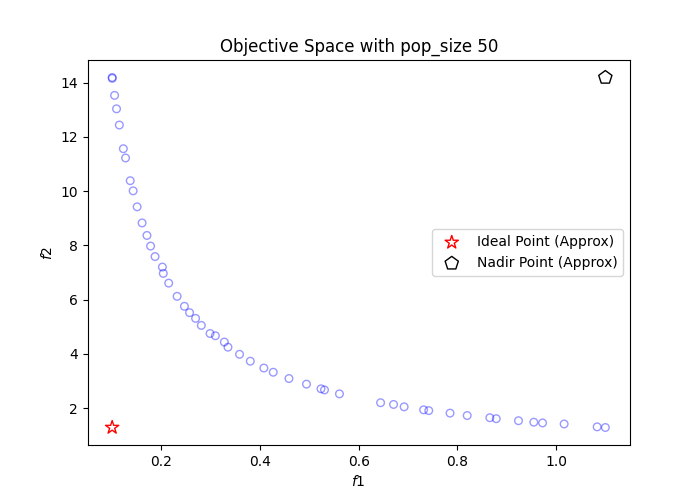 Objective Space with pop_size 50
14
12
10
8
6
4
2
f2
Ideal Point (Approx)
Nadir Point (Approx)
0.2 0.4 0.6 0.8 1.0
f1